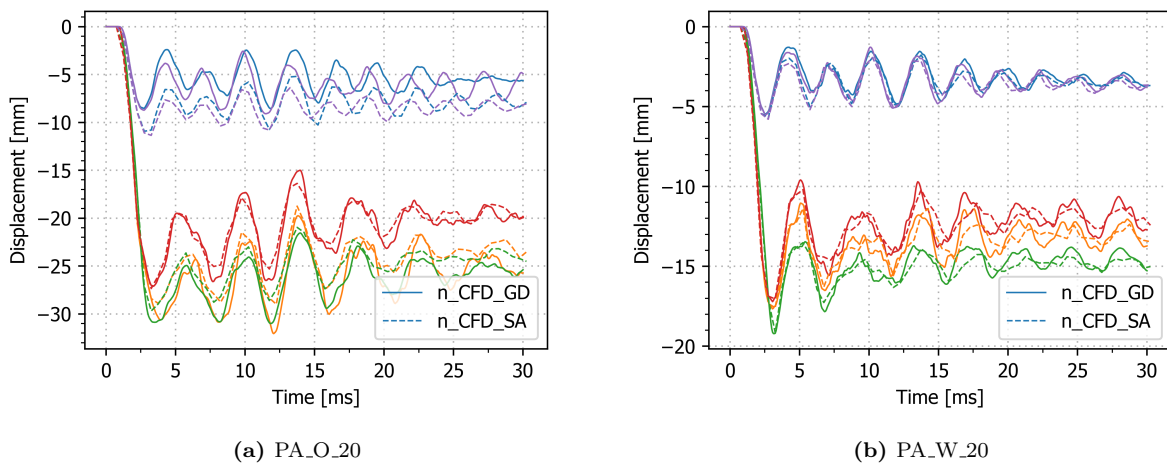 0
−5
−10
−15
−20
−25
−30
Displacement [mm]
0 5 10 15 20 25 30
Time [ms]
n_CFD_GD
n_CFD_SA
(a) PA_O_20
0
−5
−10
−15
−20
Displacement [mm]
0 5 10 15 20 25 30
Time [ms]
n_CFD_GD
n_CFD_SA
(b) PA_W_20